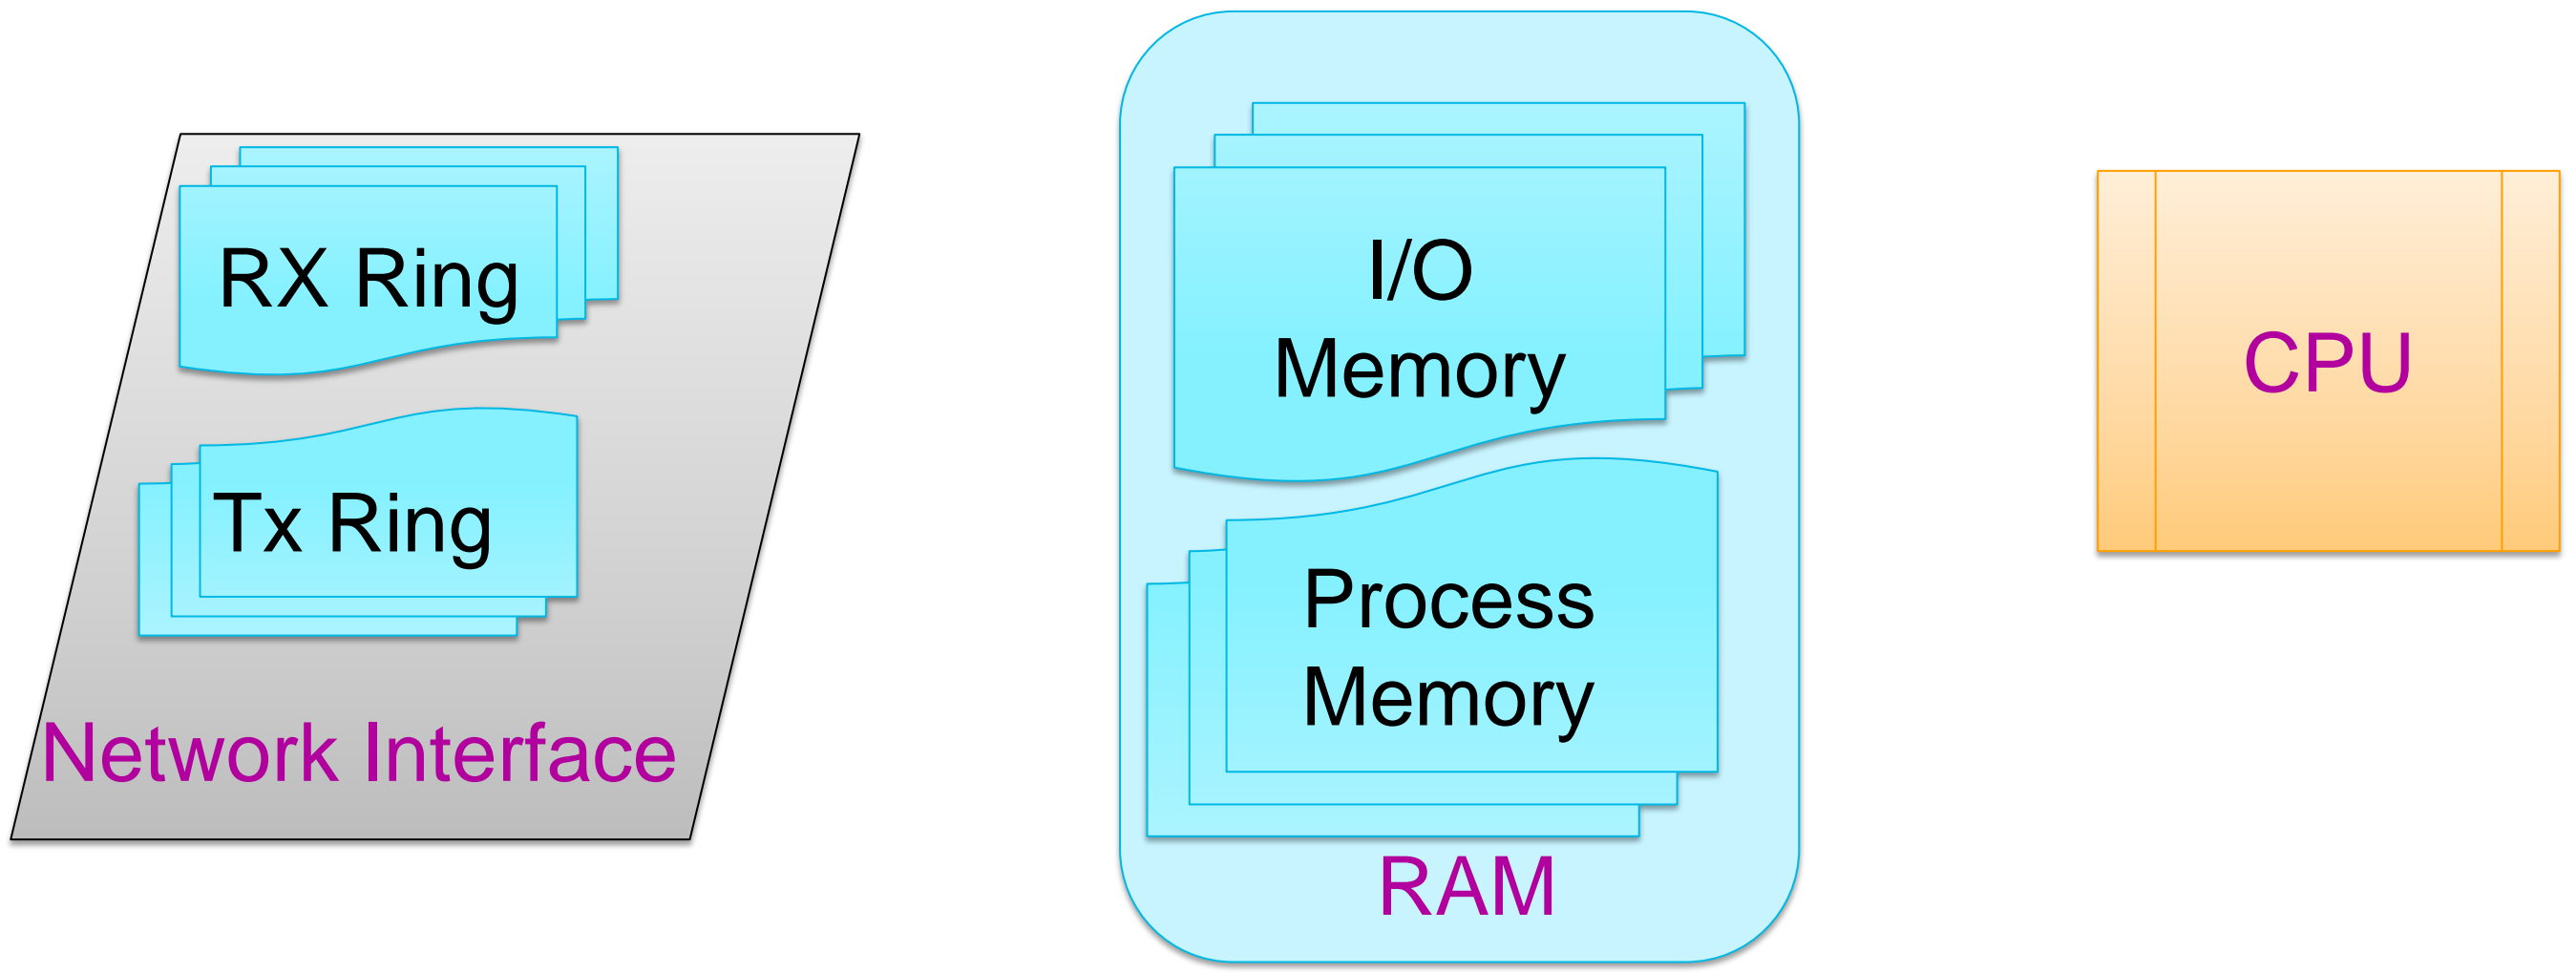 RX Ring
Tx Ring
Network Interface
I/O
Memory
Process
Memory
RAM
CPU